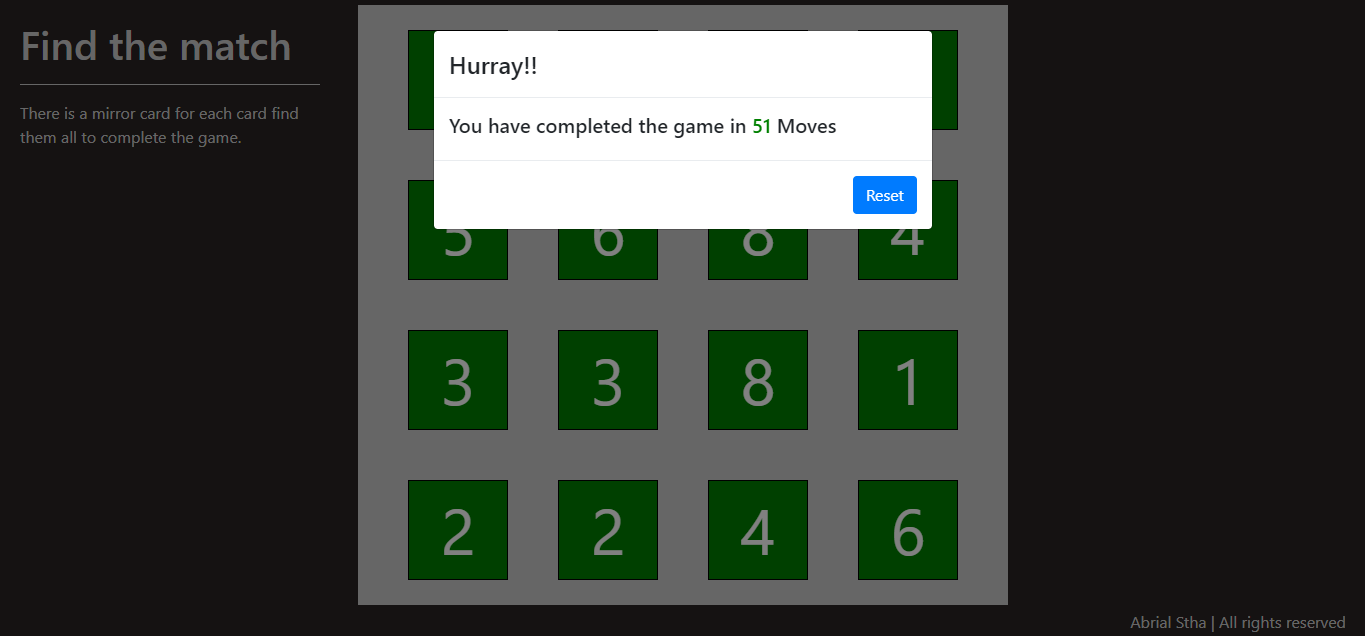 Find the match
There is a mirror card for each card find
them all to complete the game.
Hurray!!
You have completed the game in 51 Moves
Reset
5 6 8 4
3 3 8 1
2 2 4 6
Abrial Stha | All rights reserved